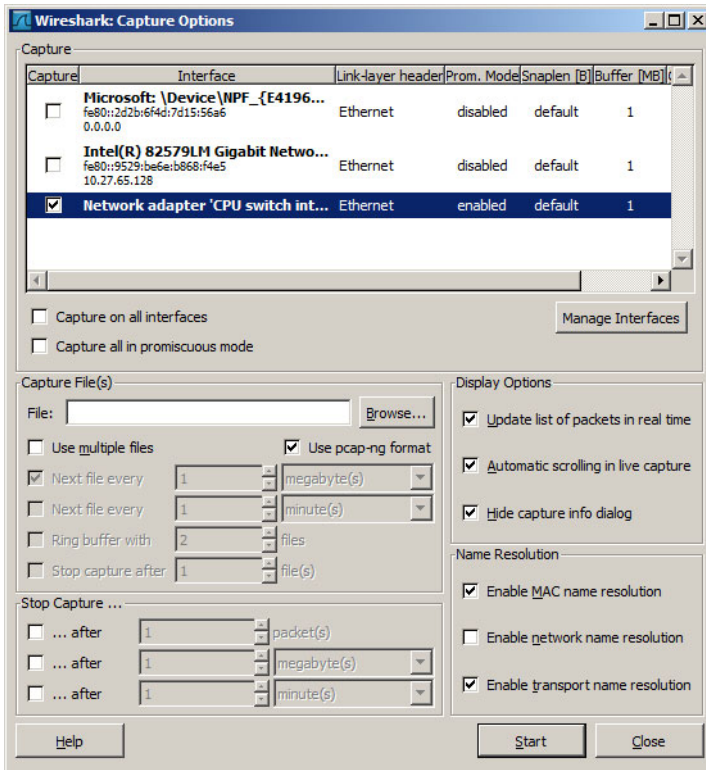 Wireshark: Capture Options
Capture
Capture Interface Link-layer header Prom. Mode Snaplen [B] Buffer [MB]
Microsoft: \Device\NPF_{E4196...
fe80::2d2b:6f4d:7d15:56a6
0.0.0.0
Ethernet disabled default 1
Intel(R) 82579LM Gigabit Netwo...
fe80::9529:be6e:b868:f4e5
10.27.65.128
Ethernet disabled default 1
Network adapter 'CPU switch int... Ethernet enabled default 1
Capture on all interfaces
Manage Interfaces
Capture all in promiscuous mode
Capture File(s)
File: Browse...
Use multiple files Use pcap-ng format
Next file every 1 megabyte(s)
Next file every 1 minute(s)
Ring buffer with 2 files
Stop capture after 1 file(s)
Stop Capture ...
... after 1 packet(s)
... after 1 megabyte(s)
... after 1 minute(s)
Display Options
Update list of packets in real time
Automatic scrolling in live capture
Hide capture info dialog
Name Resolution
Enable MAC name resolution
Enable network name resolution
Enable transport name resolution
Help Start Close